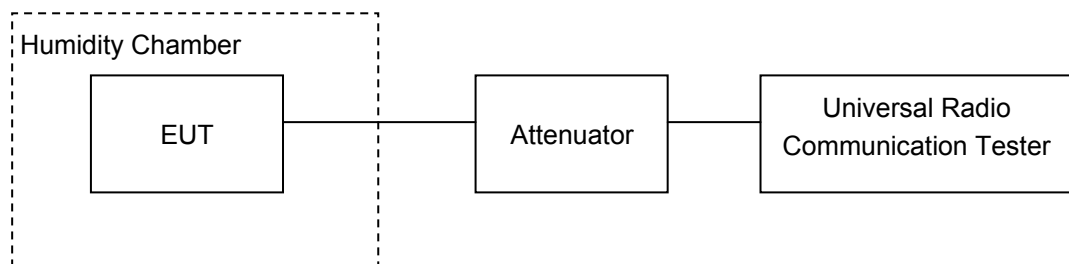 Humidity Chamber
EUT
Attenuator
Universal Radio
Communication Tester